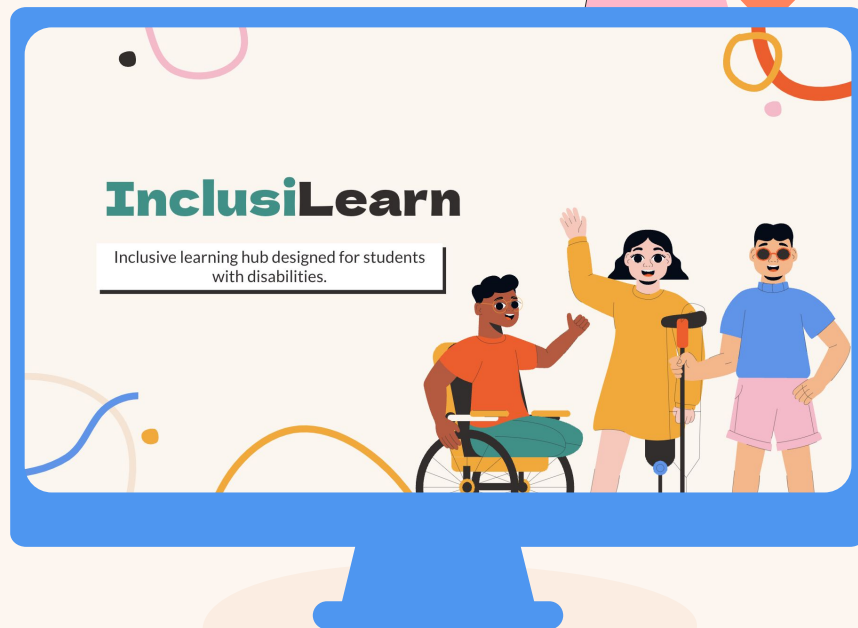 InclusiLearn
Inclusive learning hub designed for students
with disabilities.